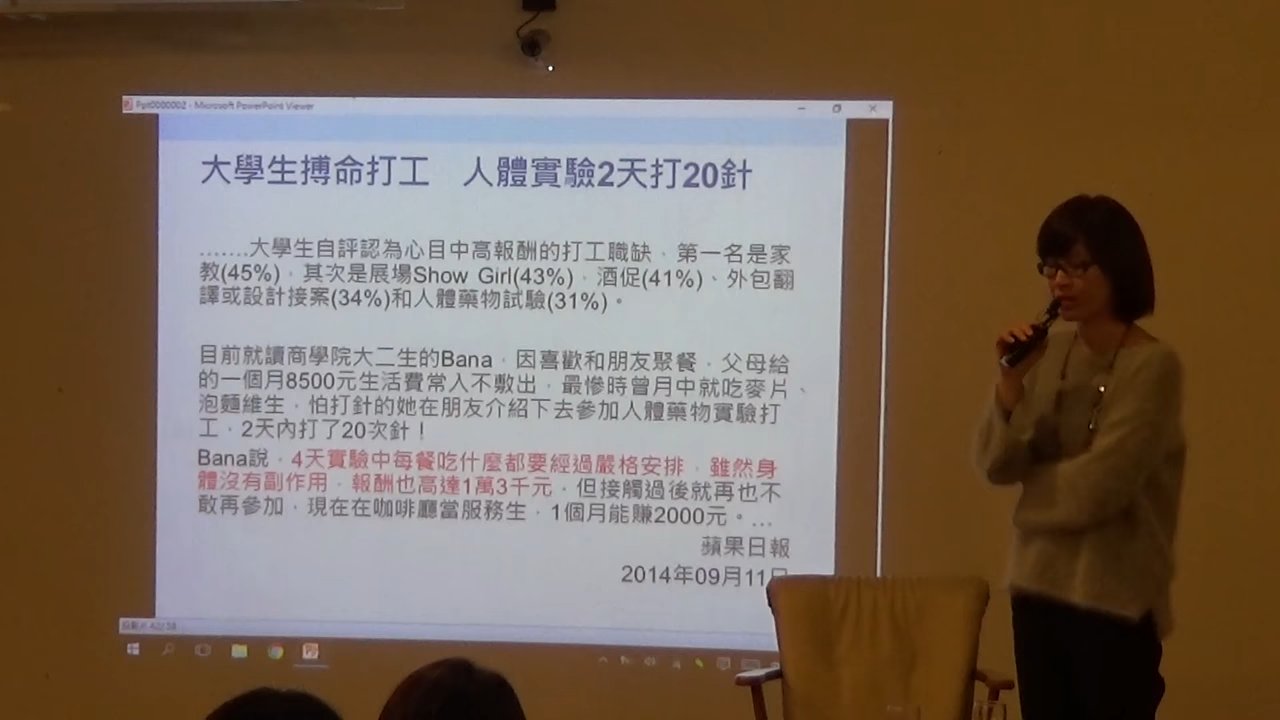 Ppt0000002 - Microsoft PowerPoint Viewer
大學生搏命打工　人體實驗2天打20針
.......大學生自評認為心目中高報酬的打工職缺，第一名是家
教(45%)，其次是展場Show Girl(43%)，酒促(41%)、外包翻
譯或設計接案(34%)和人體藥物試驗(31%)。
目前就讀商學院大二生的Bana，因喜歡和朋友聚餐，父母給
的一個月8500元生活費常入不敷出，最慘時曾月中就吃麥片、
泡麵維生，怕打針的她在朋友介紹下去參加人體藥物實驗打
工，2天內打了20次針！
Bana說，4天實驗中每餐吃什麼都要經過嚴格安排，雖然身
體沒有副作用，報酬也高達1萬3千元，但接觸過後就再也不
敢再參加，現在在咖啡廳當服務生，1個月能賺2000元。...
蘋果日報
2014年09月11日